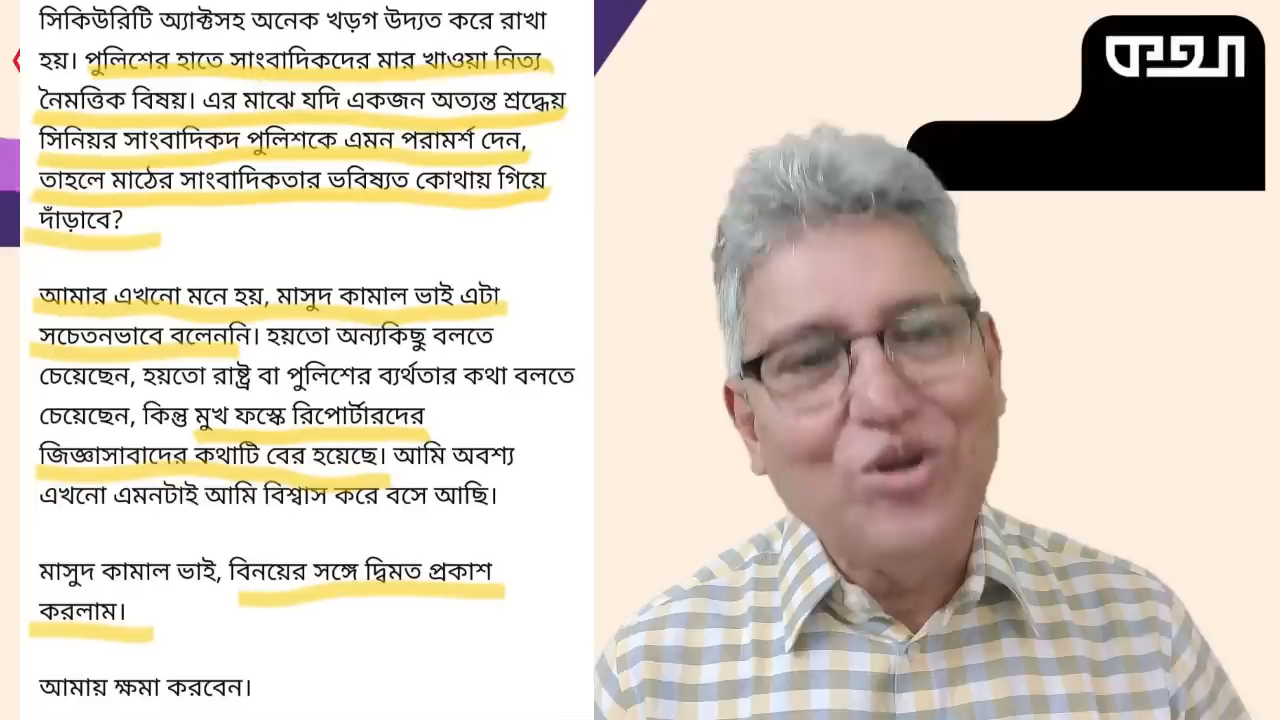 সিকিউরিটি অ্যাক্টসহ অনেক খড়গ উদ্যত করে রাখা
হয়। পুলিশের হাতে সাংবাদিকদের মার খাওয়া নিত্য
নৈমত্তিক বিষয়। এর মাঝে যদি একজন অত্যন্ত শ্রদ্ধেয়
সিনিয়র সাংবাদিকদ পুলিশকে এমন পরামর্শ দেন,
তাহলে মাঠের সাংবাদিকতার ভবিষ্যত কোথায় গিয়ে
দাঁড়াবে?
আমার এখনো মনে হয়, মাসুদ কামাল ভাই এটা
সচেতনভাবে বলেননি। হয়তো অন্যকিছু বলতে
চেয়েছেন, হয়তো রাষ্ট্র বা পুলিশের ব্যর্থতার কথা বলতে
চেয়েছেন, কিন্তু মুখ ফস্কে রিপোর্টারদের
জিজ্ঞাসাবাদের কথাটি বের হয়েছে। আমি অবশ্য
এখনো এমনটাই আমি বিশ্বাস করে বসে আছি।
মাসুদ কামাল ভাই, বিনয়ের সঙ্গে দ্বিমত প্রকাশ
করলাম।
আমায় ক্ষমা করবেন।
কথা